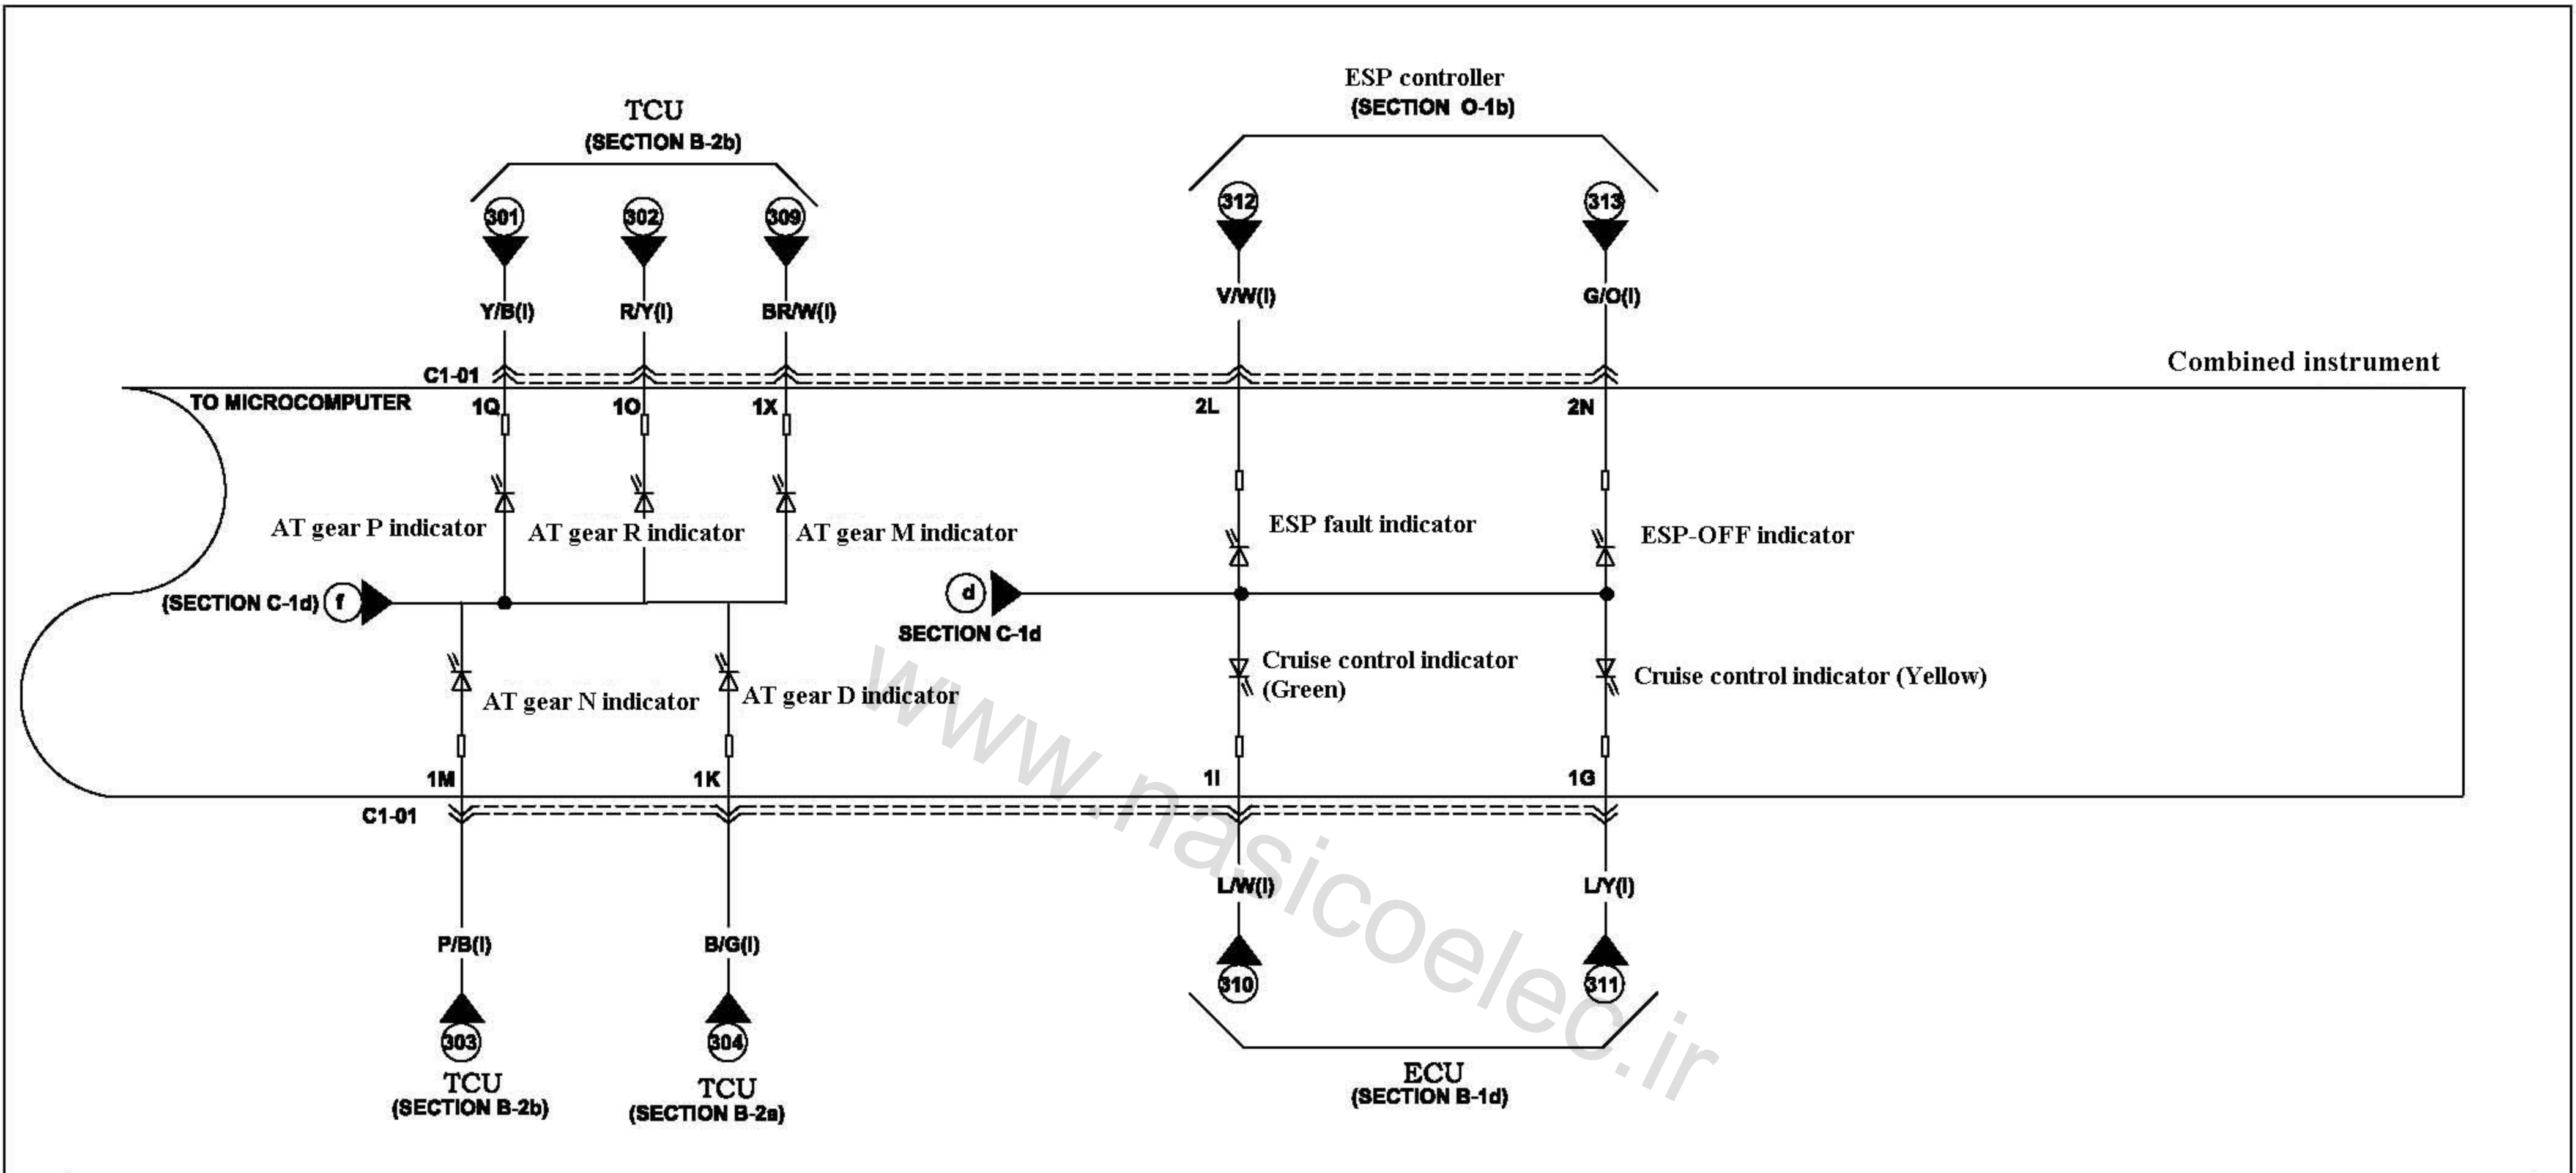 ESP controller
(SECTION O-1b)
TCU
(SECTION B-2b)
301
302
309
312
313
Y/B(I)
R/Y(I)
BR/W(I)
V/W(I)
G/O(I)
Combined instrument
C1-01
TO MICROCOMPUTER
1Q
1O
1X
2L
2N
AT gear P indicator
AT gear R indicator
AT gear M indicator
ESP fault indicator
ESP-OFF indicator
(SECTION C-1d) f
d
SECTION C-1d
AT gear N indicator
AT gear D indicator
Cruise control indicator
(Green)
Cruise control indicator (Yellow)
1M
1K
1I
1G
C1-01
L/W(I)
L/Y(I)
P/B(I)
B/G(I)
310
311
303
304
TCU
(SECTION B-2b)
TCU
(SECTION B-2a)
ECU
(SECTION B-1d)
www.nasicoelec.ir